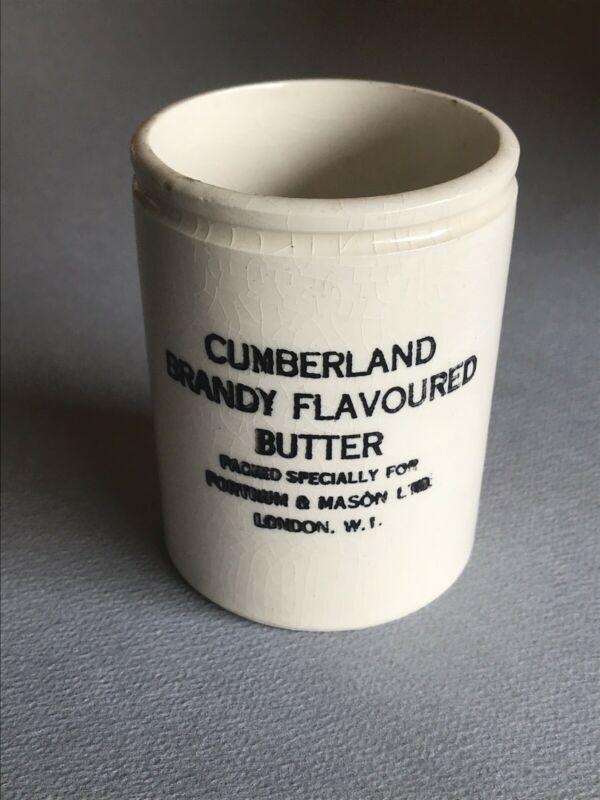 CUMBERLAND
BRANDY FLAVOURED
BUTTER
PACKED SPECIALLY FOR
FORTNUM & MASON LTD.
LONDON. W.1.